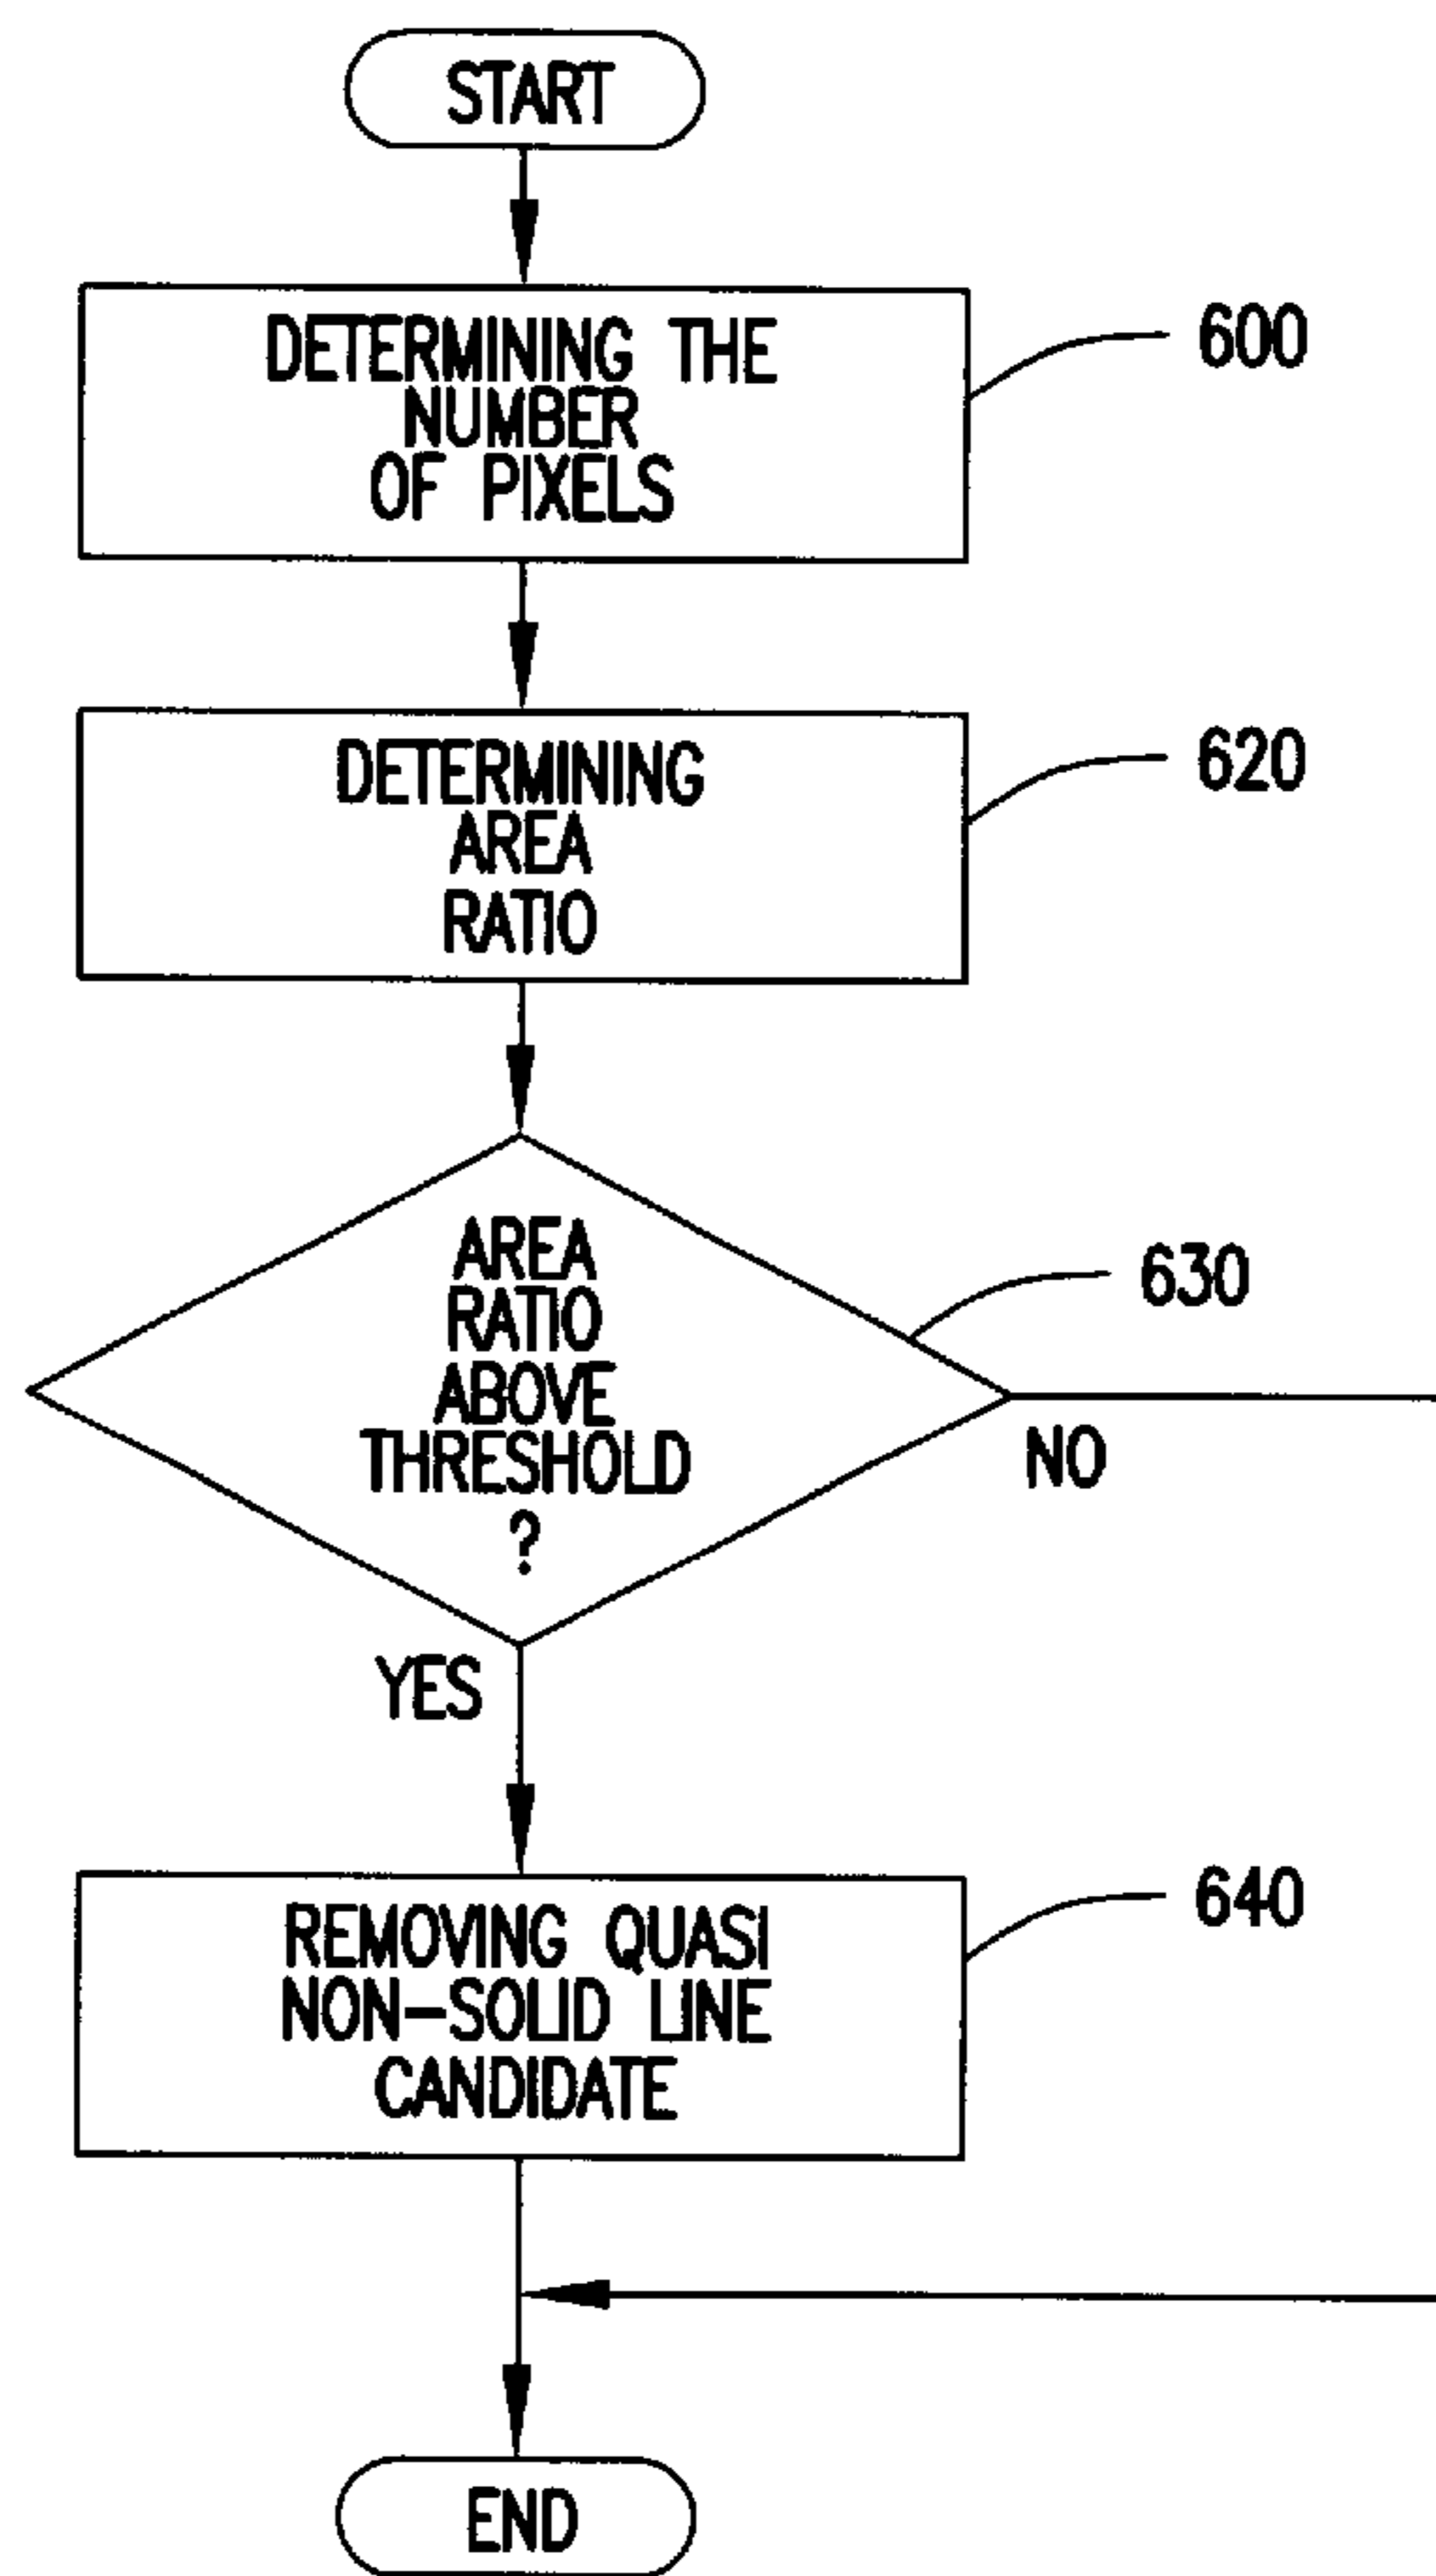 START
DETERMINING THE
NUMBER
OF PIXELS
600
DETERMINING
AREA
RATIO
620
AREA
RATIO
ABOVE
THRESHOLD
?
630
NO
YES
REMOVING QUASI
NON-SOLID LINE
CANDIDATE
640
END